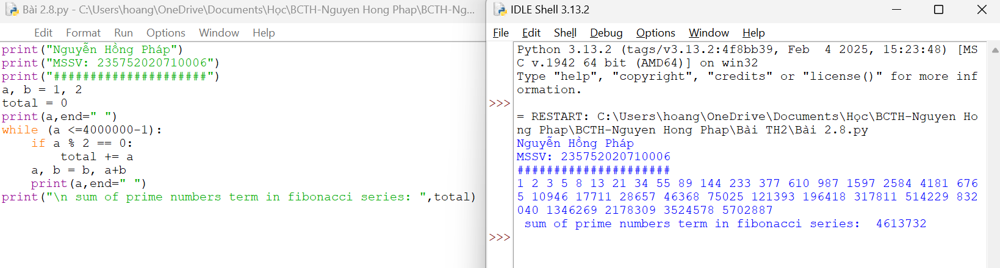 Bài 2.8.py - C:\Users\hoang\OneDrive\Documents\Học\BCTH-Nguyen Hong Phap\BCTH-Ng...
Edit Format Run Options Window Help
print("Nguyễn Hồng Pháp")
print("MSSV: 235752020710006")
print("#####################")
a, b = 1, 2
total = 0
print(a,end=" ")
while (a <=4000000-1):
    if a % 2 == 0:
        total += a
    a, b = b, a+b
    print(a,end=" ")
print("\n sum of prime numbers term in fibonacci series: ",total)
IDLE Shell 3.13.2
File Edit Shell Debug Options Window Help
Python 3.13.2 (tags/v3.13.2:4f8bb39, Feb  4 2025, 15:23:48) [MS
C v.1942 64 bit (AMD64)] on win32
Type "help", "copyright", "credits" or "license()" for more inf
ormation.
>>>
= RESTART: C:\Users\hoang\OneDrive\Documents\Học\BCTH-Nguyen Ho
ng Phap\BCTH-Nguyen Hong Phap\Bài TH2\Bài 2.8.py
Nguyễn Hồng Pháp
MSSV: 235752020710006
#####################
1 2 3 5 8 13 21 34 55 89 144 233 377 610 987 1597 2584 4181 676
5 10946 17711 28657 46368 75025 121393 196418 317811 514229 832
040 1346269 2178309 3524578 5702887
 sum of prime numbers term in fibonacci series:  4613732
>>>